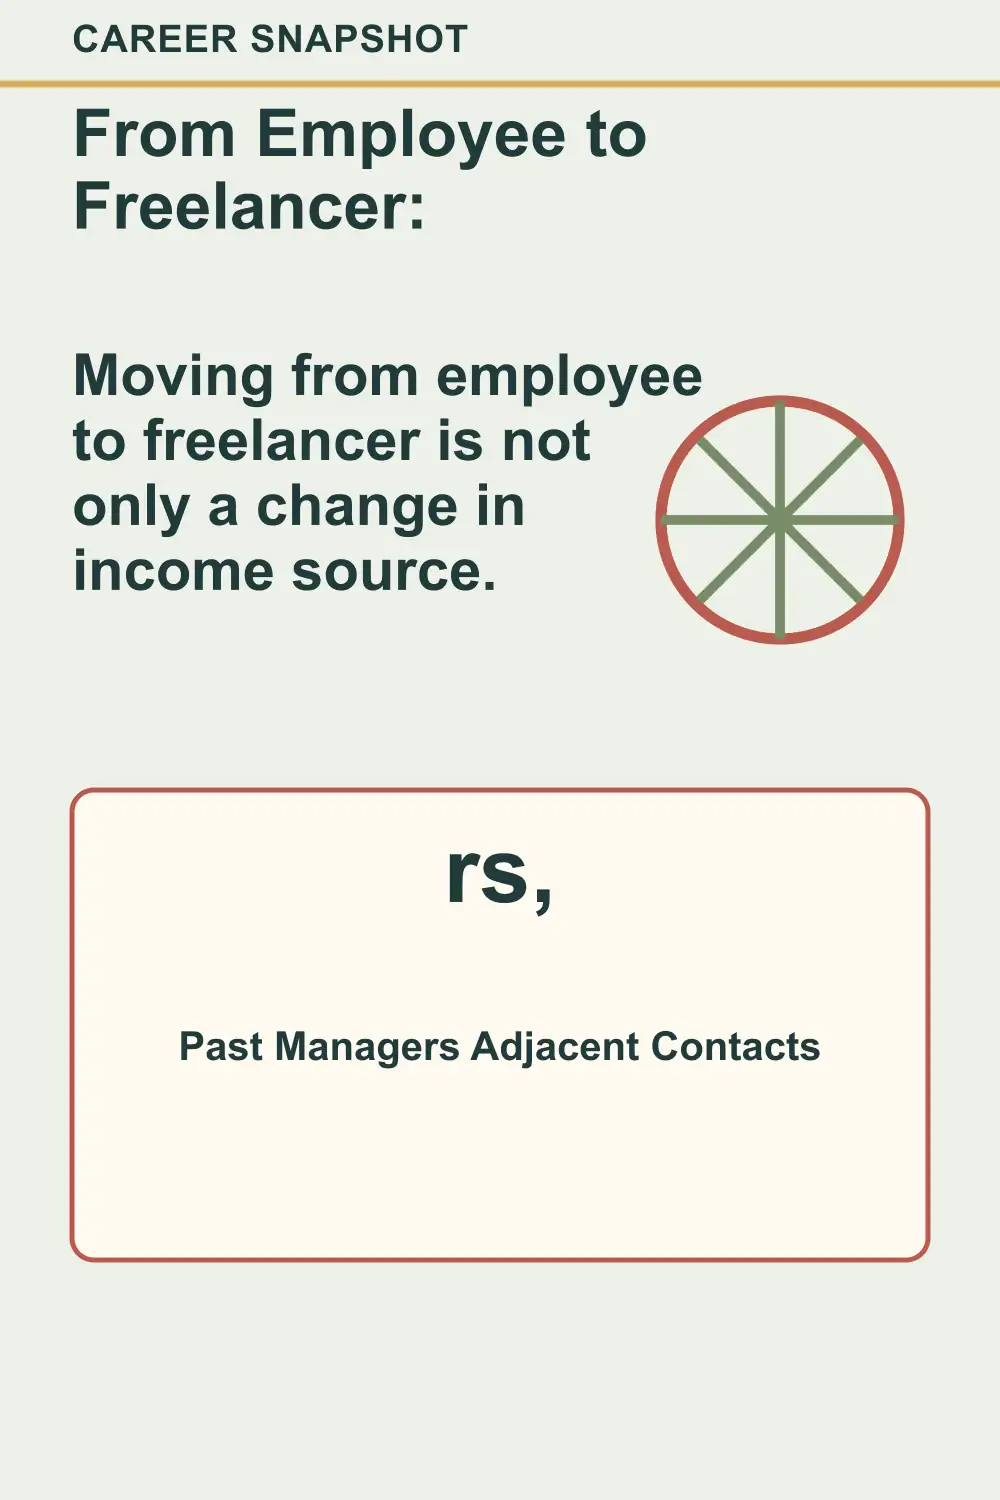 CAREER SNAPSHOT
From Employee to
Freelancer:
Moving from employee
to freelancer is not
only a change in
income source.
rs,
Past Managers Adjacent Contacts